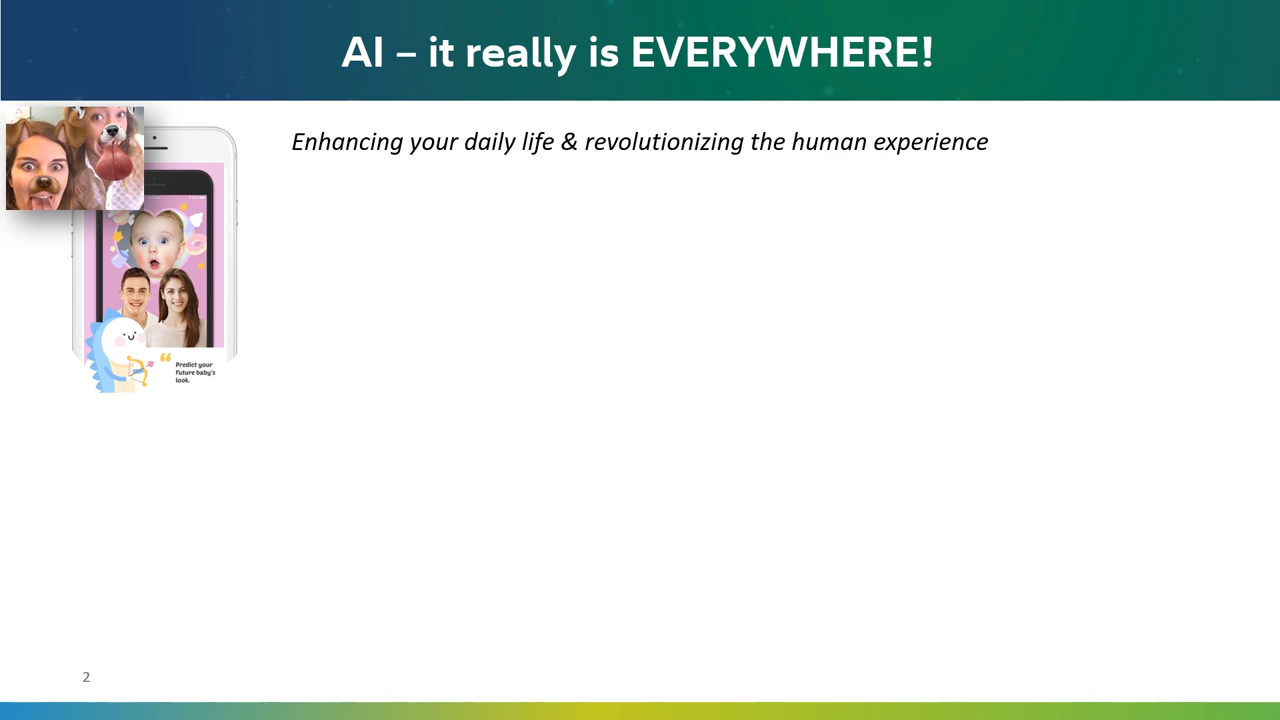 AI – it really is EVERYWHERE!
Enhancing your daily life & revolutionizing the human experience
“ Predict your
future baby's
look.
2